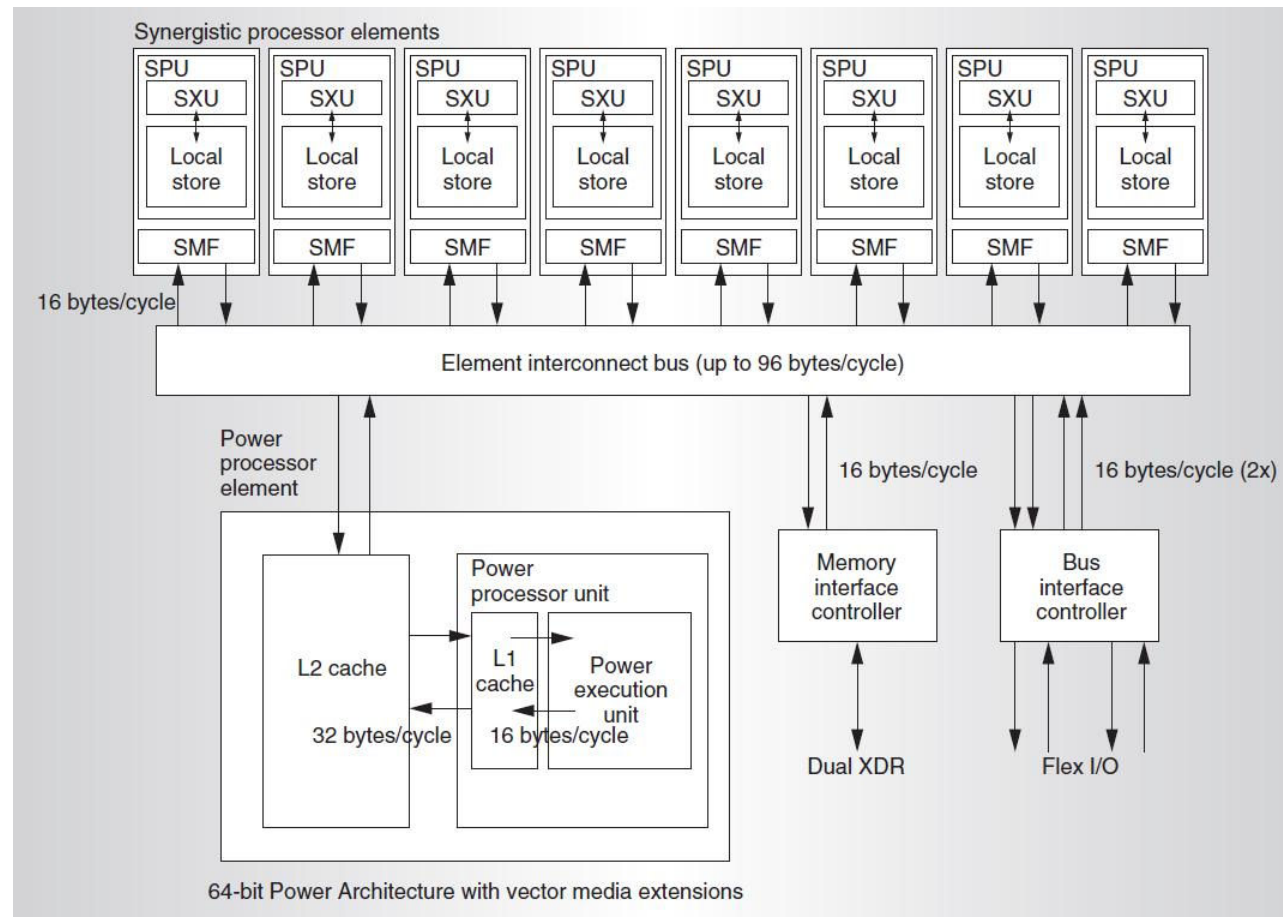 Synergistic processor elements
SPU SPU SPU SPU SPU SPU SPU SPU
SXU SXU SXU SXU SXU SXU SXU SXU
Local Local Local Local Local Local Local Local
store store store store store store store store
SMF SMF SMF SMF SMF SMF SMF SMF
16 bytes/cycle
Element interconnect bus (up to 96 bytes/cycle)
Power
processor
element
16 bytes/cycle
16 bytes/cycle (2x)
L2 cache
Power
processor unit
L1
cache
Power
execution
unit
32 bytes/cycle
16 bytes/cycle
Memory
interface
controller
Bus
interface
controller
Dual XDR
Flex I/O
64-bit Power Architecture with vector media extensions